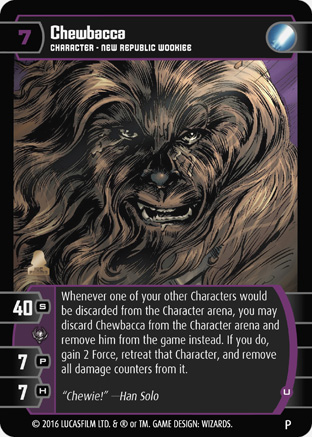 7
Chewbacca
CHARACTER • NEW REPUBLIC WOOKIEE
40 S
7 P
7 H
Whenever one of your other Characters would
be discarded from the Character arena, you may
discard Chewbacca from the Character arena and
remove him from the game instead. If you do,
gain 2 Force, retreat that Character, and remove
all damage counters from it.
“Chewie!” —Han Solo
U
© 2016 LUCASFILM LTD. & ® or TM. GAME DESIGN: WIZARDS.
P